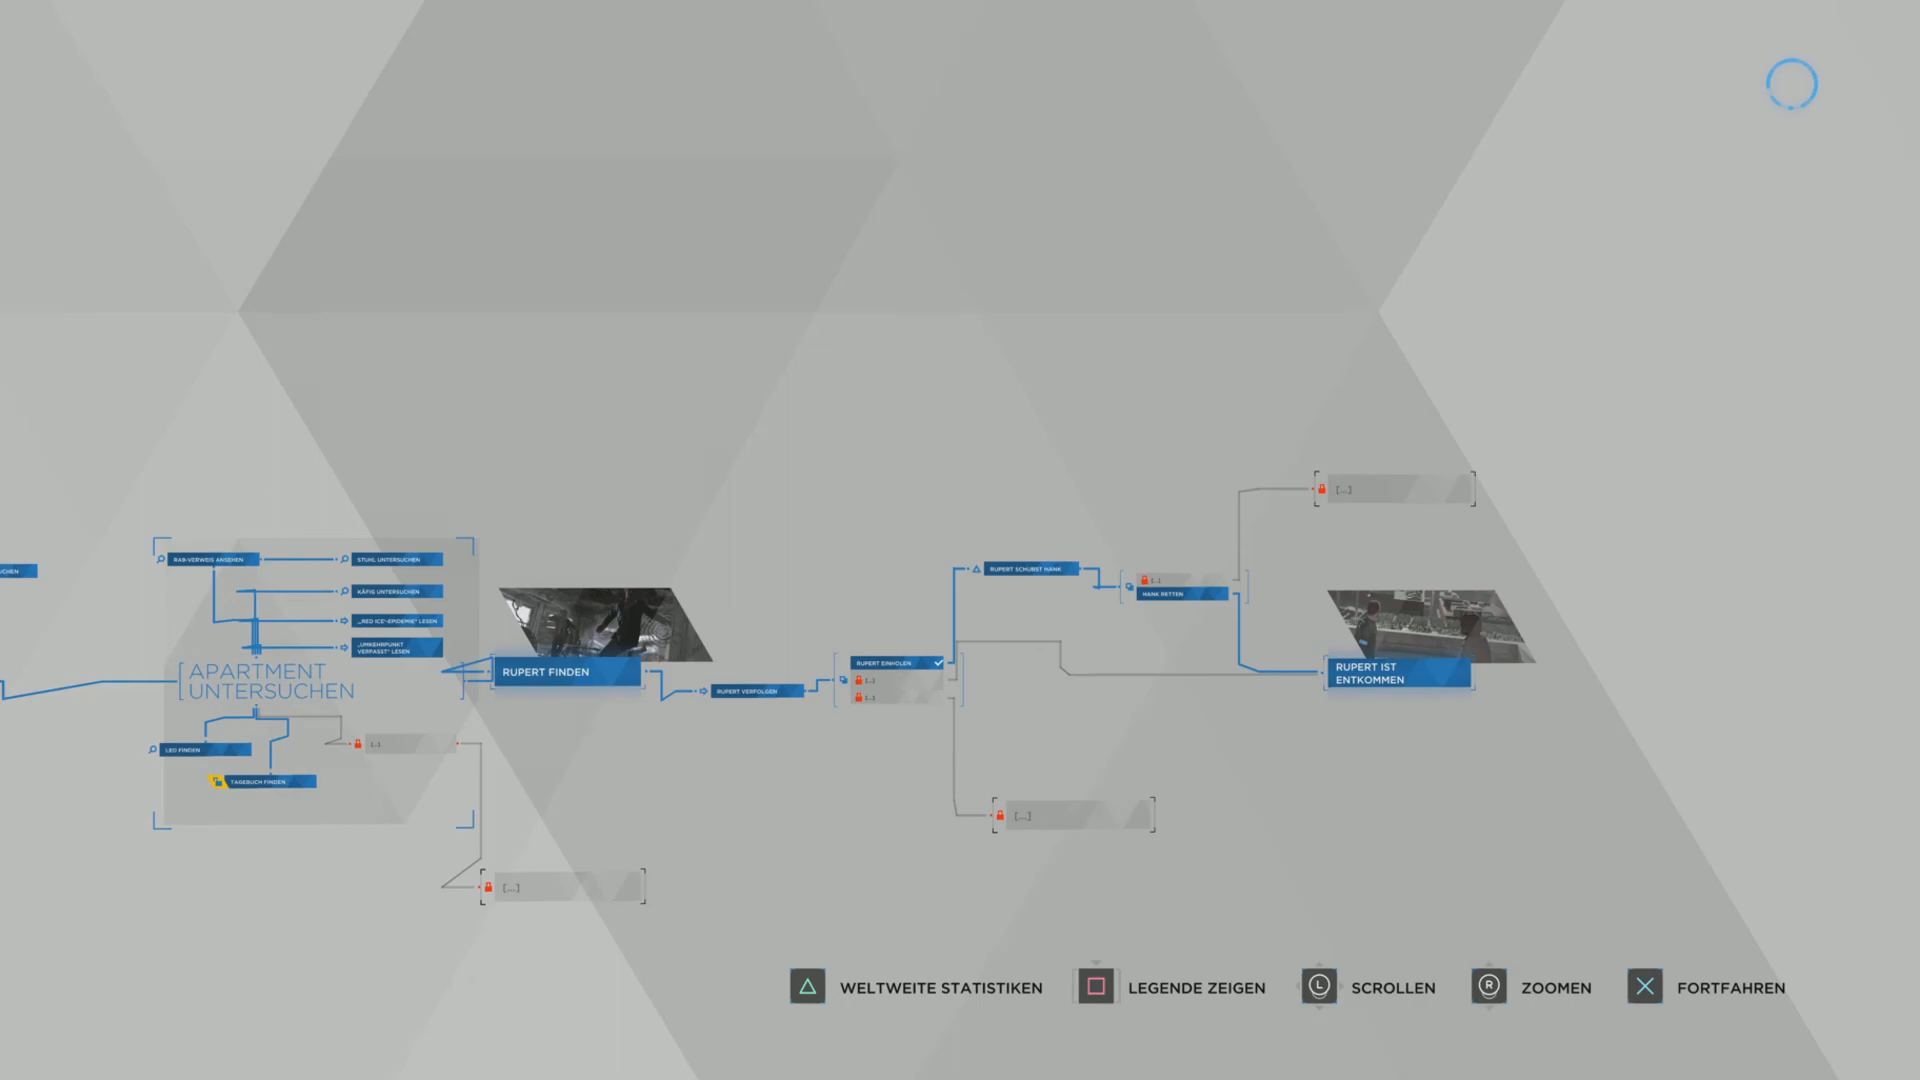 [...]
UCHEN
RA9-VERWEIS ANSEHEN
STUHL UNTERSUCHEN
KÄFIG UNTERSUCHEN
„RED ICE“-EPIDEMIE“ LESEN
„UMKEHRPUNKT
VERPASST“ LESEN
APARTMENT
UNTERSUCHEN
LED FINDEN
TAGEBUCH FINDEN
[...]
[...]
RUPERT FINDEN
RUPERT VERFOLGEN
RUPERT EINHOLEN
[...]
[...]
RUPERT SCHUBST HANK
[...]
HANK RETTEN
RUPERT IST
ENTKOMMEN
[...]
WELTWEITE STATISTIKEN
LEGENDE ZEIGEN
L
SCROLLEN
R
ZOOMEN
FORTFAHREN